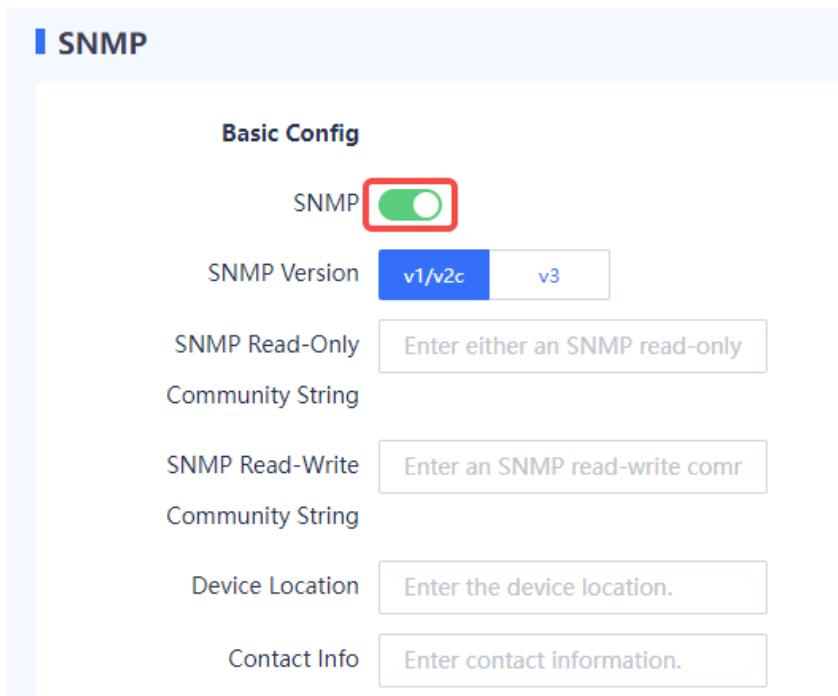 SNMP
Basic Config
SNMP
SNMP Version v1/v2c v3
SNMP Read-Only Enter either an SNMP read-only
Community String
SNMP Read-Write Enter an SNMP read-write comr
Community String
Device Location Enter the device location.
Contact Info Enter contact information.